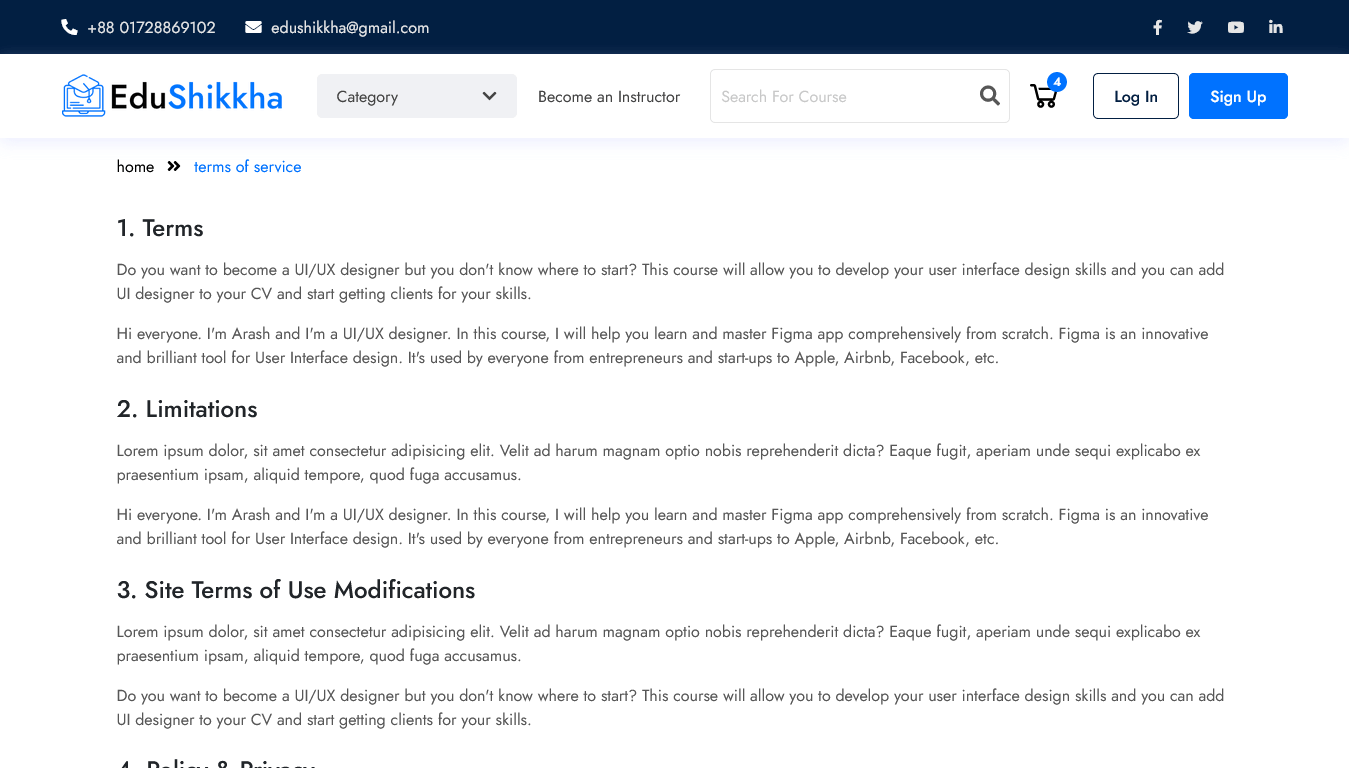 +88 01728869102 edushikkha@gmail.com
EduShikkha Category Become an Instructor Search For Course 4 Log In Sign Up
home terms of service
1. Terms
Do you want to become a UI/UX designer but you don't know where to start? This course will allow you to develop your user interface design skills and you can add
UI designer to your CV and start getting clients for your skills.
Hi everyone. I'm Arash and I'm a UI/UX designer. In this course, I will help you learn and master Figma app comprehensively from scratch. Figma is an innovative
and brilliant tool for User Interface design. It's used by everyone from entrepreneurs and start-ups to Apple, Airbnb, Facebook, etc.
2. Limitations
Lorem ipsum dolor, sit amet consectetur adipisicing elit. Velit ad harum magnam optio nobis reprehenderit dicta? Eaque fugit, aperiam unde sequi explicabo ex
praesentium ipsam, aliquid tempore, quod fuga accusamus.
Hi everyone. I'm Arash and I'm a UI/UX designer. In this course, I will help you learn and master Figma app comprehensively from scratch. Figma is an innovative
and brilliant tool for User Interface design. It's used by everyone from entrepreneurs and start-ups to Apple, Airbnb, Facebook, etc.
3. Site Terms of Use Modifications
Lorem ipsum dolor, sit amet consectetur adipisicing elit. Velit ad harum magnam optio nobis reprehenderit dicta? Eaque fugit, aperiam unde sequi explicabo ex
praesentium ipsam, aliquid tempore, quod fuga accusamus.
Do you want to become a UI/UX designer but you don't know where to start? This course will allow you to develop your user interface design skills and you can add
UI designer to your CV and start getting clients for your skills.
4. Policy & Privacy